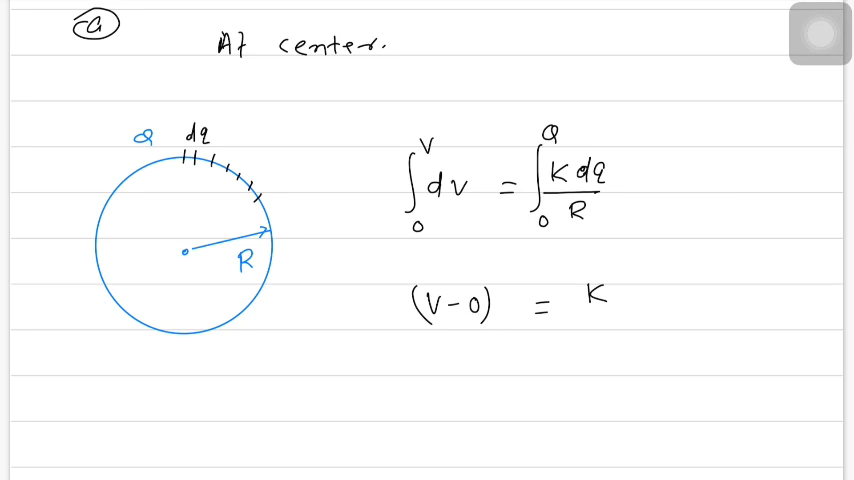 a
At center.
Q dq
R
∫₀^V dv = ∫₀^Q K dq / R
(V - 0) = K